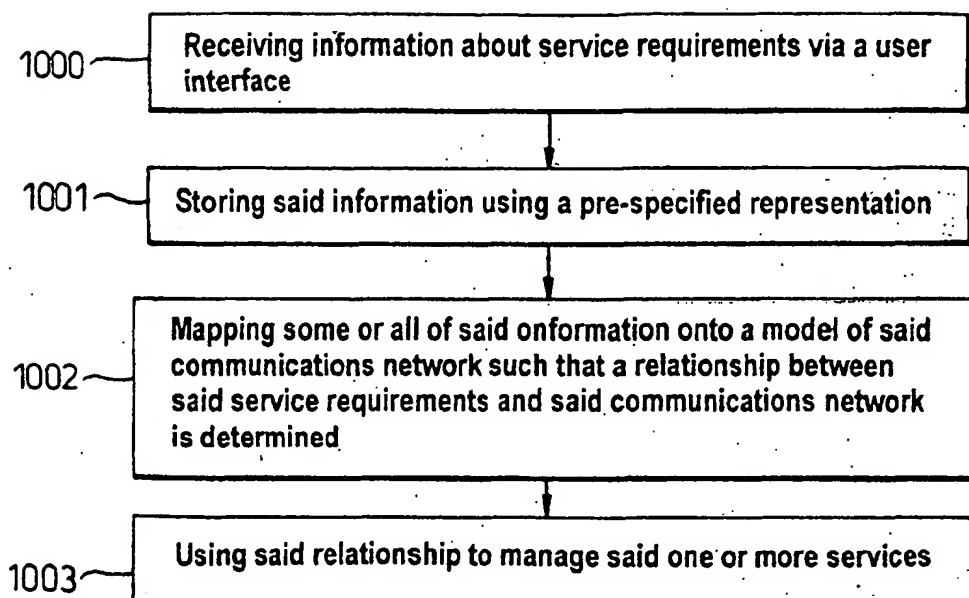 1000
Receiving information about service requirements via a user
interface
1001
Storing said information using a pre-specified representation
1002
Mapping some or all of said onformation onto a model of said
communications network such that a relationship between
said service requirements and said communications network
is determined
1003
Using said relationship to manage said one or more services